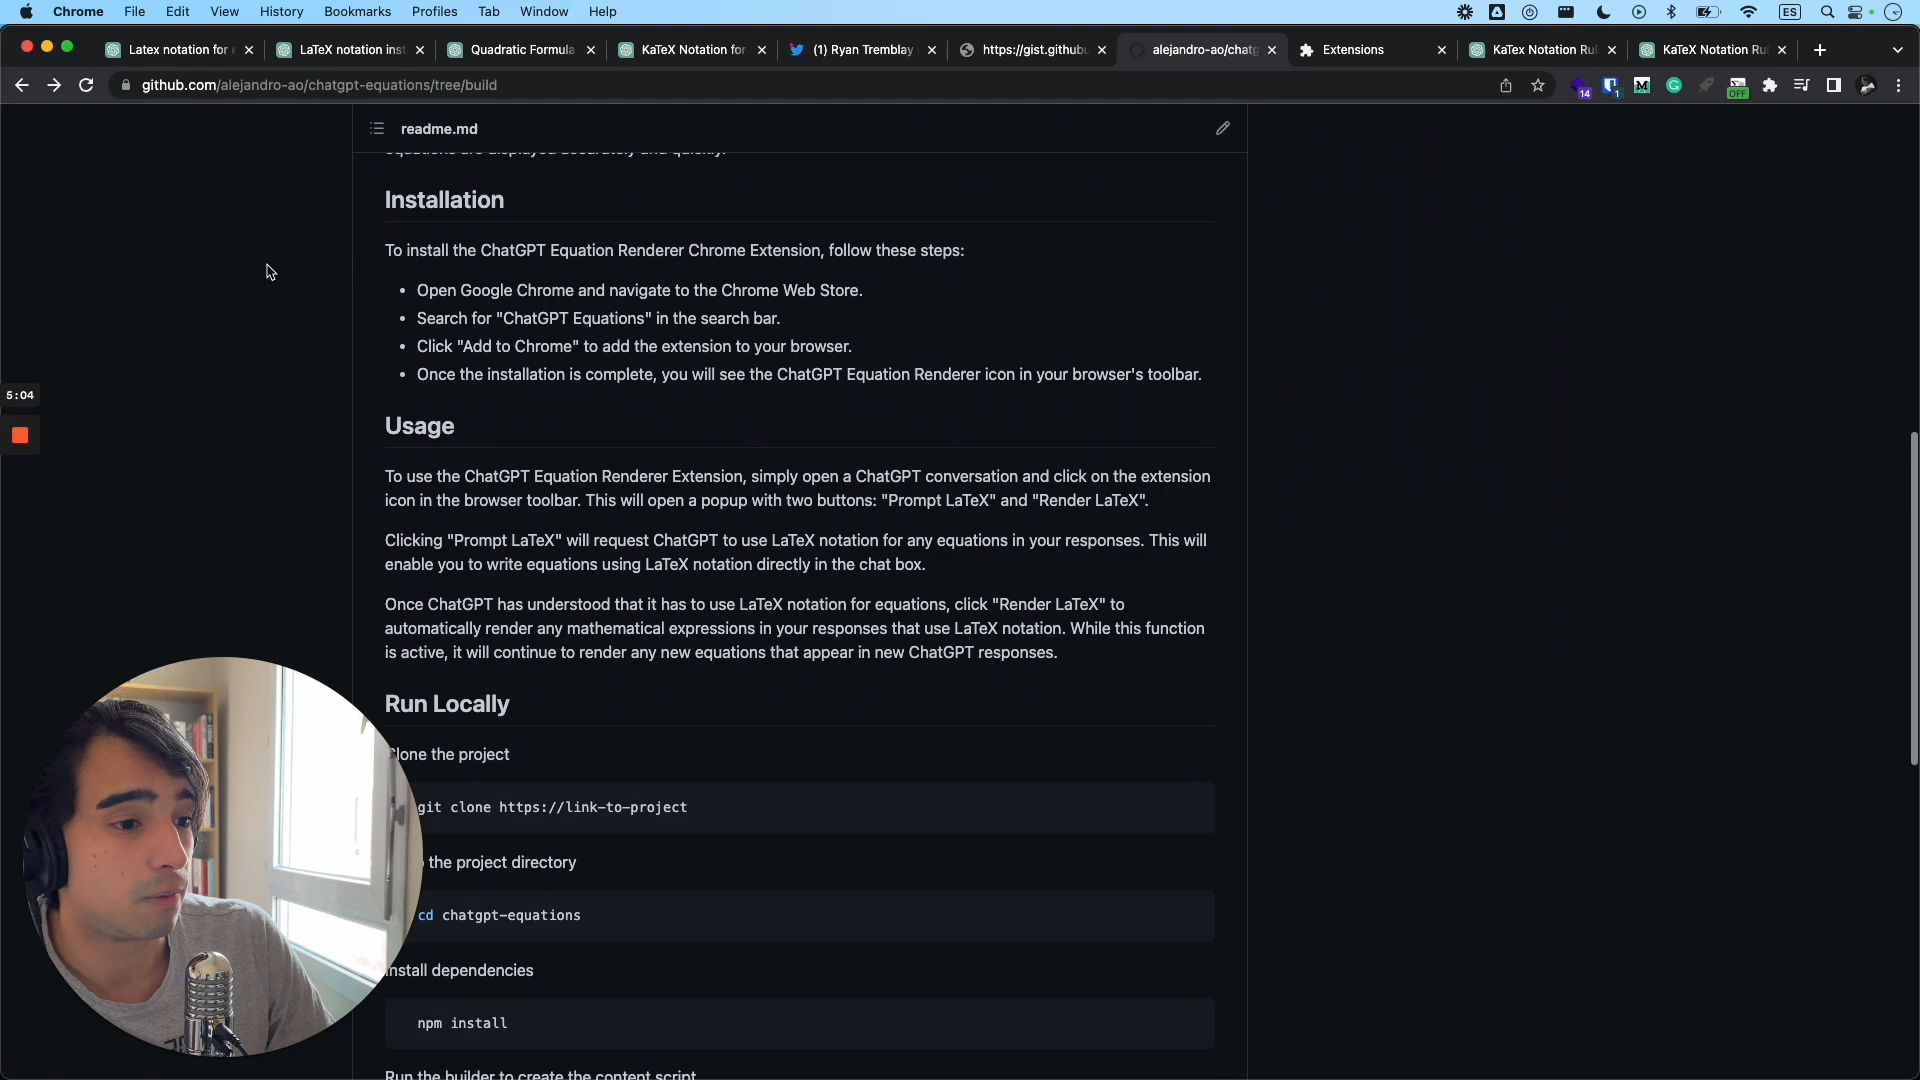 Chrome File Edit View History Bookmarks Profiles Tab Window Help ES
Latex notation for e LaTeX notation inst Quadratic Formula KaTeX Notation for (1) Ryan Tremblay https://gist.github alejandro-ao/chatg Extensions KaTex Notation Rul KaTeX Notation Rul
github.com/alejandro-ao/chatgpt-equations/tree/build 14 1 OFF
readme.md
equations are displayed accurately and quickly.
Installation
To install the ChatGPT Equation Renderer Chrome Extension, follow these steps:
• Open Google Chrome and navigate to the Chrome Web Store.
• Search for "ChatGPT Equations" in the search bar.
• Click "Add to Chrome" to add the extension to your browser.
• Once the installation is complete, you will see the ChatGPT Equation Renderer icon in your browser's toolbar.
5:04
Usage
To use the ChatGPT Equation Renderer Extension, simply open a ChatGPT conversation and click on the extension
icon in the browser toolbar. This will open a popup with two buttons: "Prompt LaTeX" and "Render LaTeX".
Clicking "Prompt LaTeX" will request ChatGPT to use LaTeX notation for any equations in your responses. This will
enable you to write equations using LaTeX notation directly in the chat box.
Once ChatGPT has understood that it has to use LaTeX notation for equations, click "Render LaTeX" to
automatically render any mathematical expressions in your responses that use LaTeX notation. While this function
is active, it will continue to render any new equations that appear in new ChatGPT responses.
Run Locally
lone the project
git clone https://link-to-project
the project directory
cd chatgpt-equations
nstall dependencies
npm install
Run the builder to create the content script